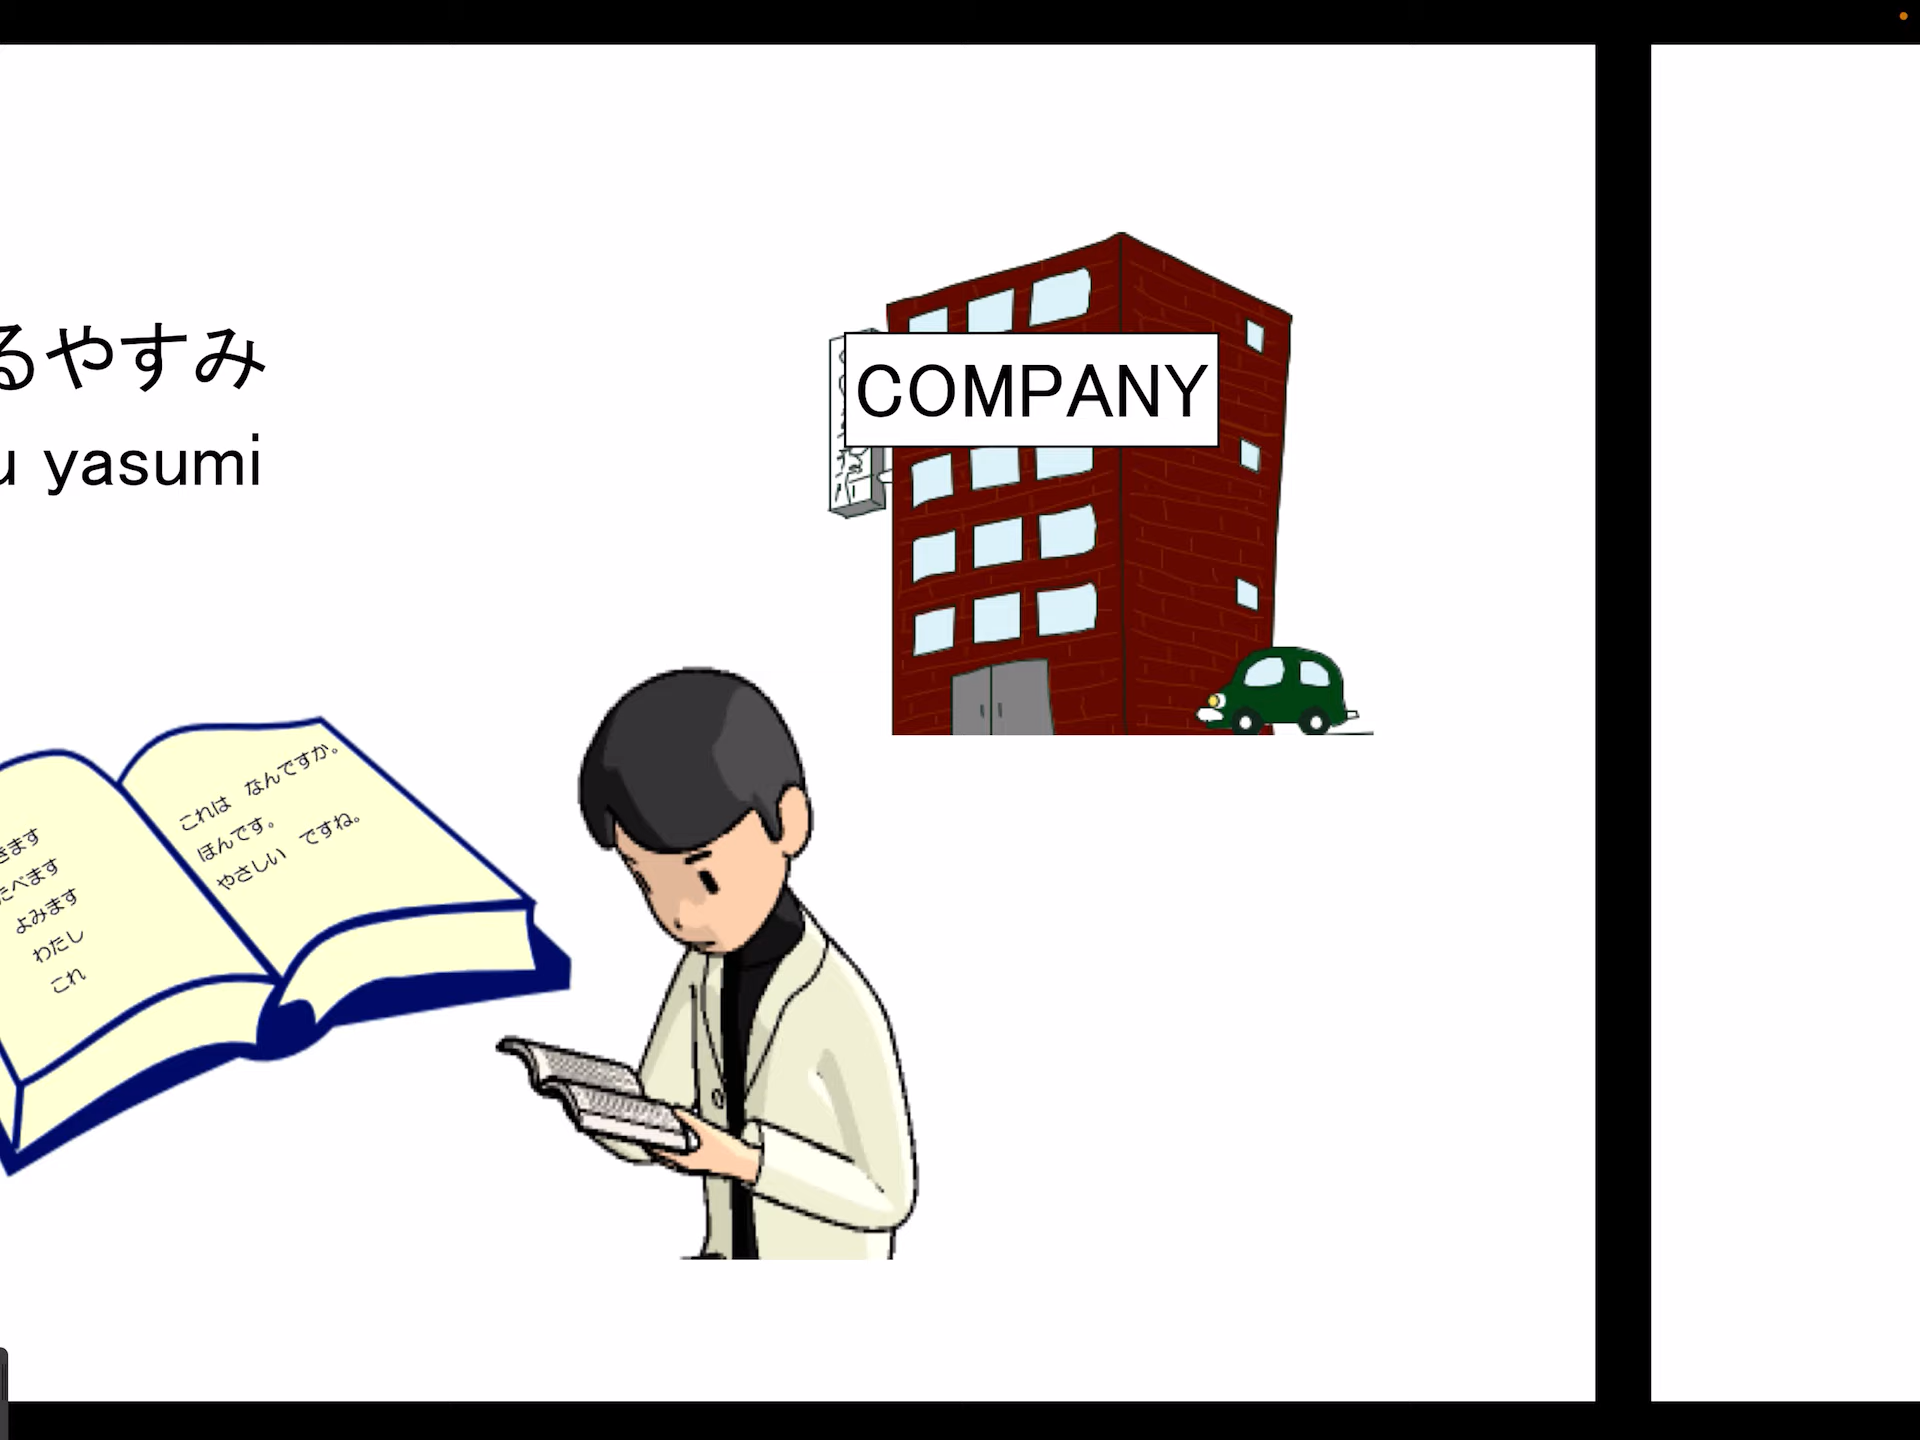 るやすみ
u yasumi
COMPANY
これは なんですか。
ほんです。
やさしい ですね。
きます
たべます
よみます
わたし
これ